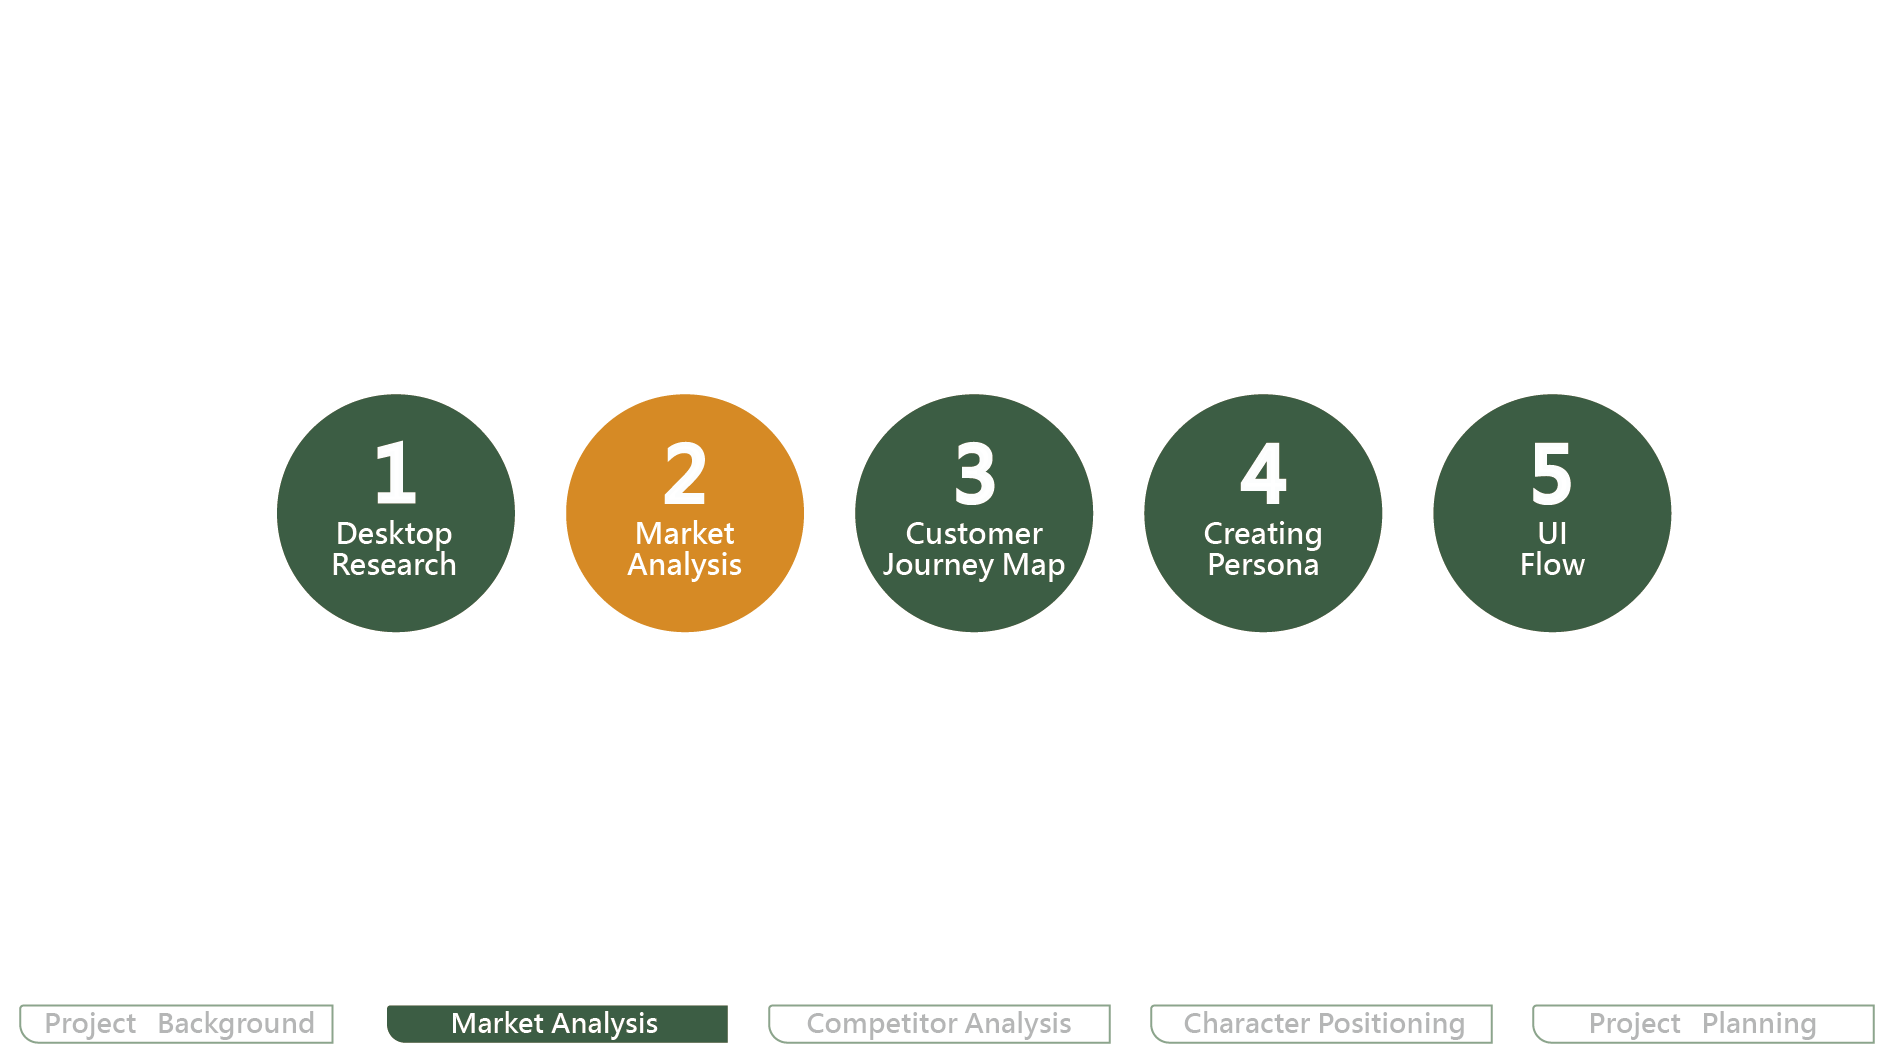 1
Desktop
Research
2
Market
Analysis
3
Customer
Journey Map
4
Creating
Persona
5
UI
Flow
Project Background
Market Analysis
Competitor Analysis
Character Positioning
Project Planning